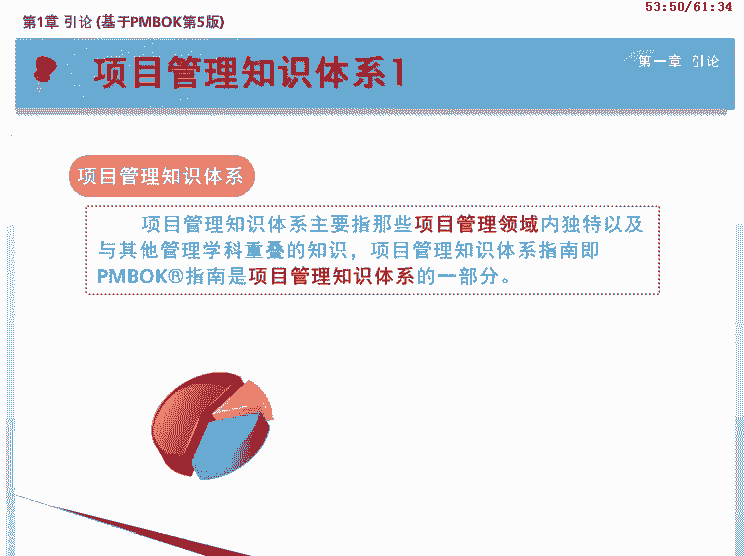 53:50/61:34
第1章 引论 (基于PMBOK第5版)
项目管理知识体系1
第一章 引论
项目管理知识体系
项目管理知识体系主要指那些项目管理领域内独特以及
与其他管理学科重叠的知识，项目管理知识体系指南即
PMBOK®指南是项目管理知识体系的一部分。